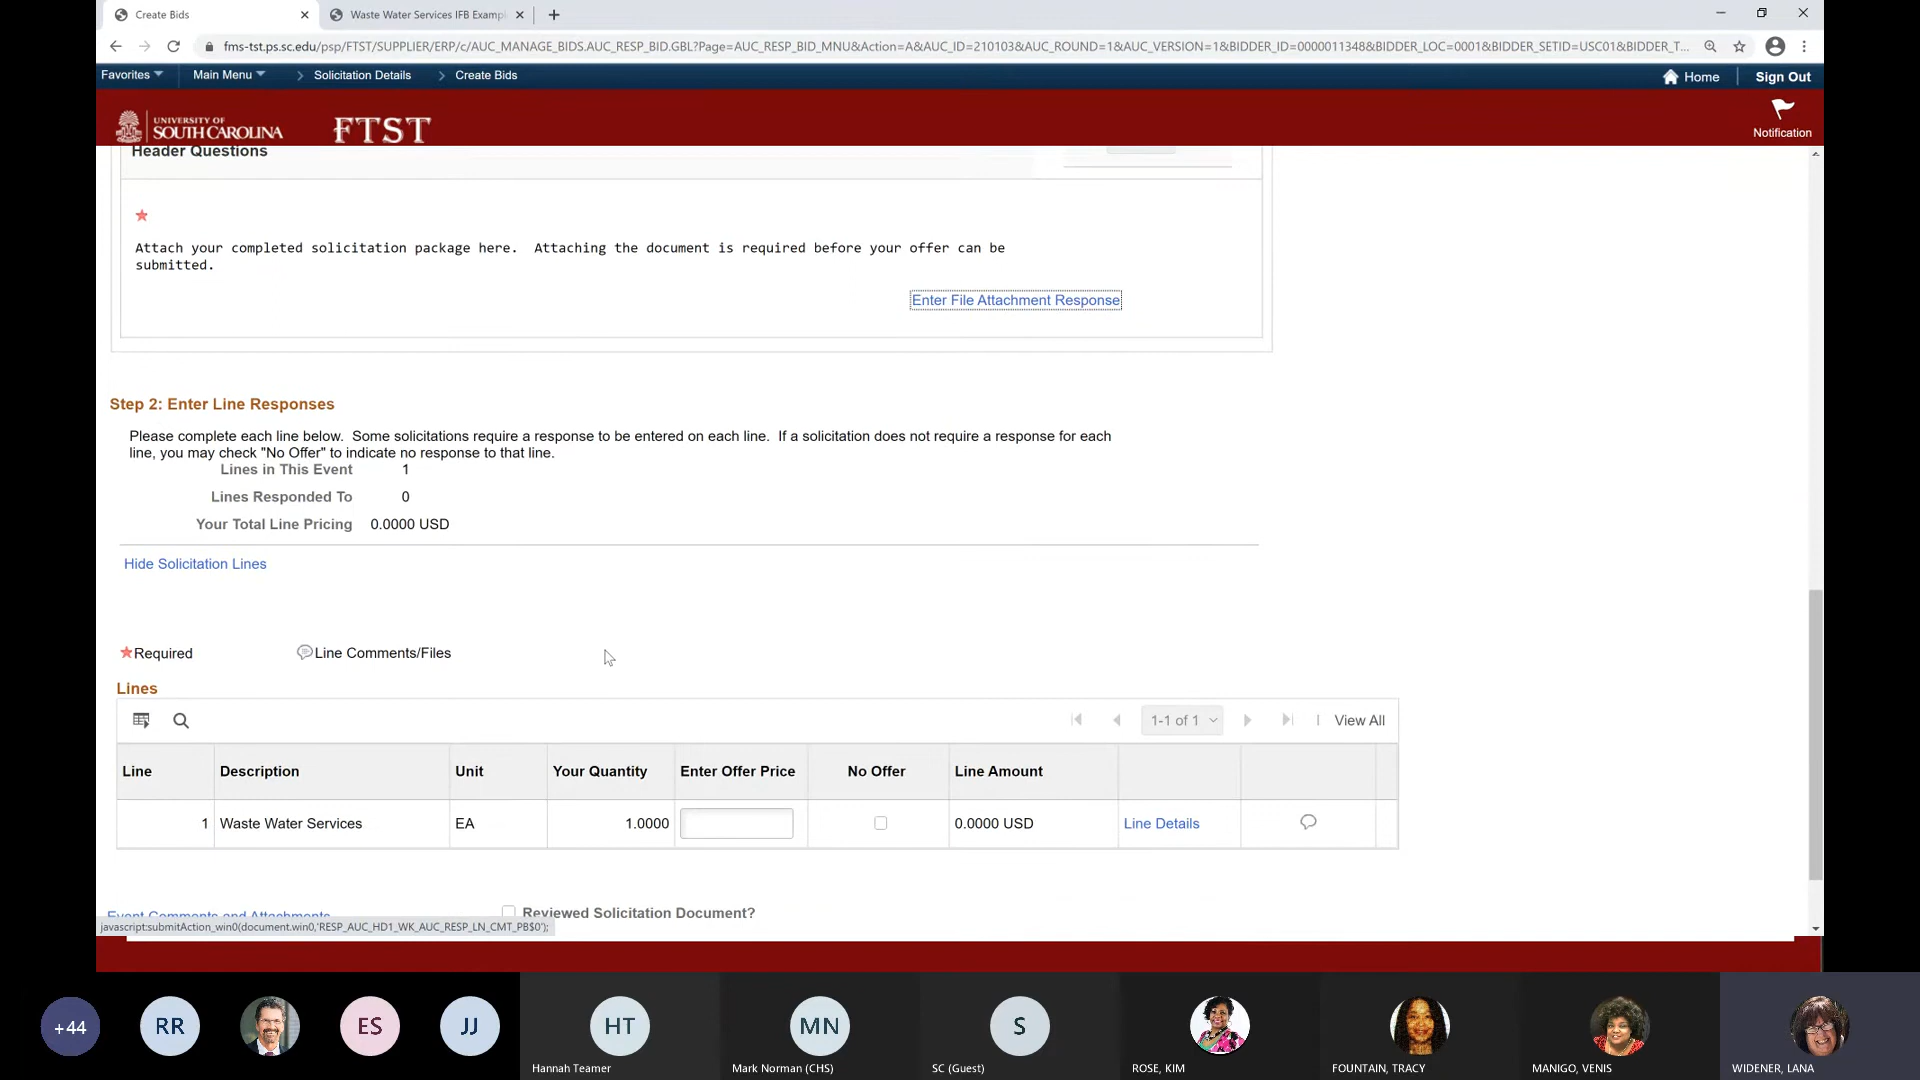 Create Bids
Waste Water Services IFB Examp
fms-tst.ps.sc.edu/psp/FTST/SUPPLIER/ERP/c/AUC_MANAGE_BIDS.AUC_RESP_BID.GBL?Page=AUC_RESP_BID_MNU&Action=A&AUC_ID=210103&AUC_ROUND=1&AUC_VERSION=1&BIDDER_ID=0000011348&BIDDER_LOC=0001&BIDDER_SETID=USC01&BIDDER_T...
Favorites Main Menu Solicitation Details Create Bids Home Sign Out
UNIVERSITY OF
SOUTH CAROLINA FTST
Notification
Header Questions
Attach your completed solicitation package here. Attaching the document is required before your offer can be
submitted.
Enter File Attachment Response
Step 2: Enter Line Responses
Please complete each line below. Some solicitations require a response to be entered on each line. If a solicitation does not require a response for each
line, you may check "No Offer" to indicate no response to that line.
Lines in This Event 1
Lines Responded To 0
Your Total Line Pricing 0.0000 USD
Hide Solicitation Lines
Required Line Comments/Files
Lines
1-1 of 1 | View All
Line Description Unit Your Quantity Enter Offer Price No Offer Line Amount
1 Waste Water Services EA 1.0000 0.0000 USD Line Details
Event Comments and Attachments Reviewed Solicitation Document?
javascript:submitAction_win0(document.win0,'RESP_AUC_HD1_WK_AUC_RESP_LN_CMT_PB$0');
+44 RR ES JJ HT MN S
Hannah Teamer Mark Norman (CHS) SC (Guest) ROSE, KIM FOUNTAIN, TRACY MANIGO, VENIS WIDENER, LANA